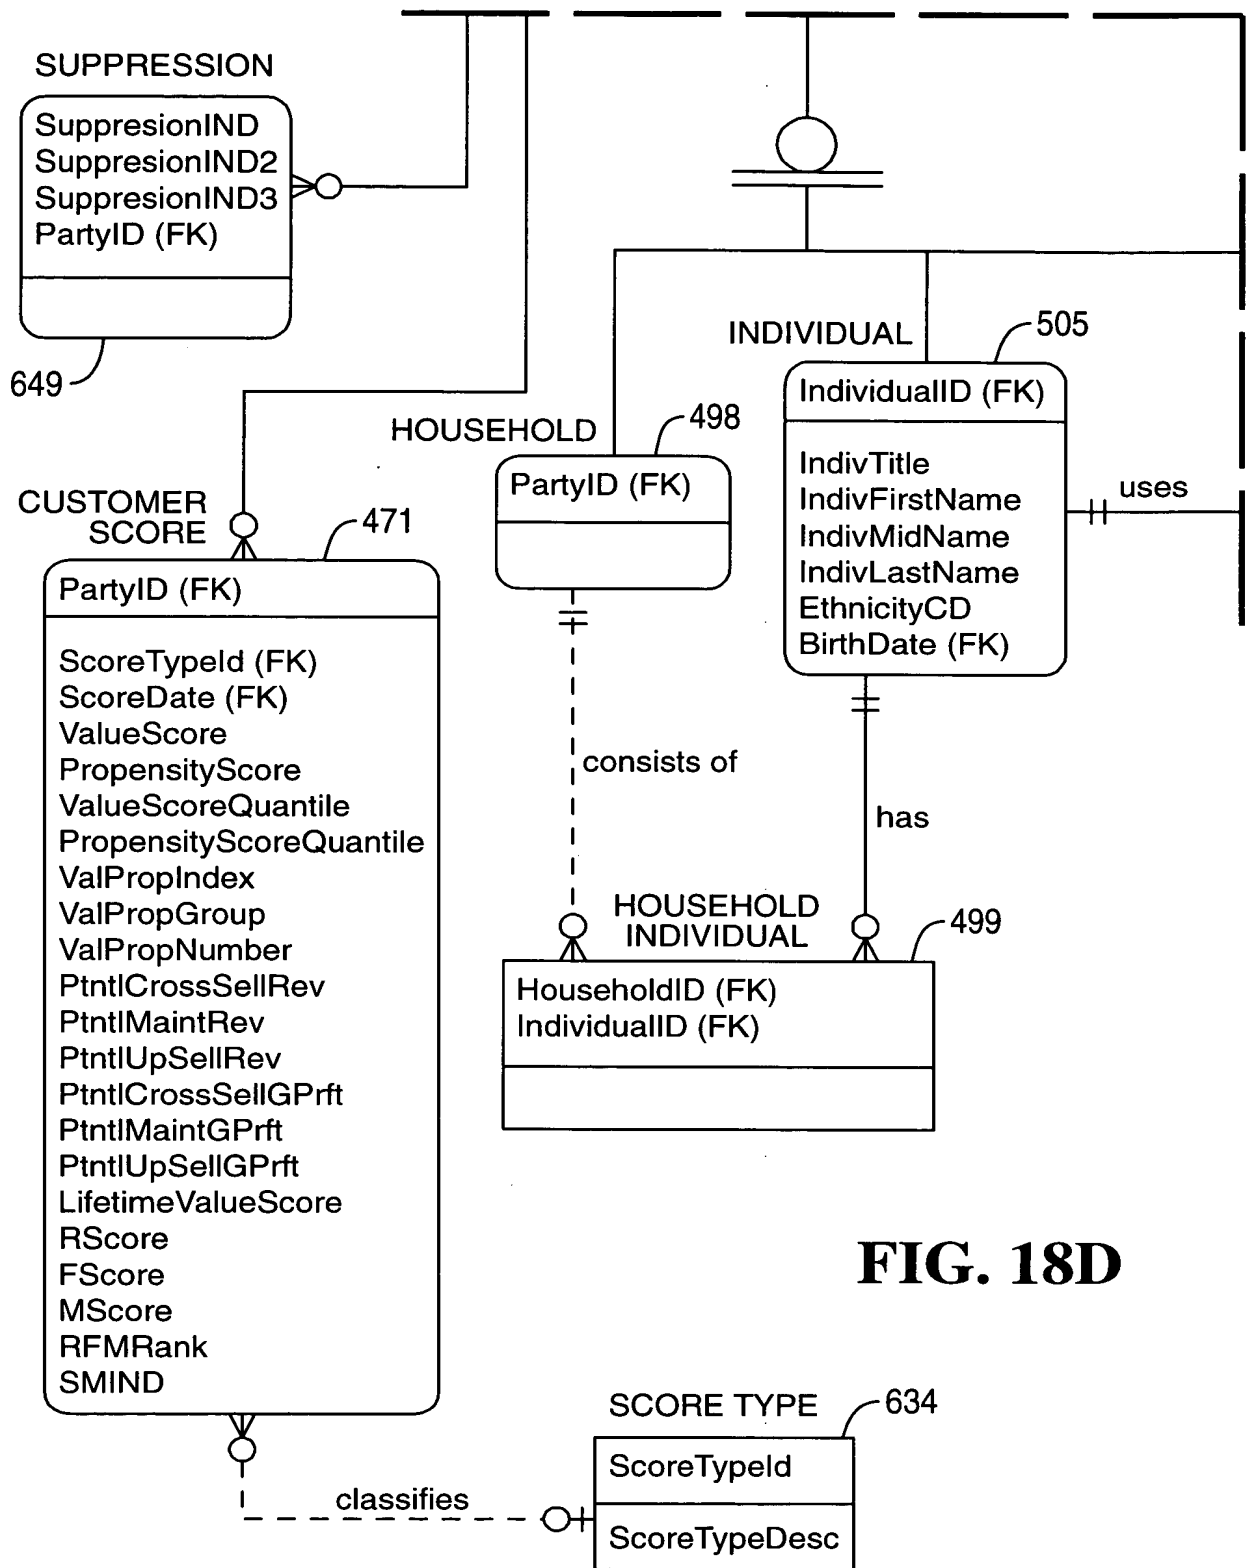 SUPPRESSION
SuppresionIND
SuppresionIND2
SuppresionIND3
PartyID (FK)
649
INDIVIDUAL
505
IndividualID (FK)
IndivTitle
IndivFirstName
IndivMidName
IndivLastName
EthnicityCD
BirthDate (FK)
uses
HOUSEHOLD
498
PartyID (FK)
CUSTOMER
SCORE
471
PartyID (FK)
ScoreTypeId (FK)
ScoreDate (FK)
ValueScore
PropensityScore
ValueScoreQuantile
PropensityScoreQuantile
ValPropIndex
ValPropGroup
ValPropNumber
PtntlCrossSellRev
PtntlMaintRev
PtntlUpSellRev
PtntlCrossSellGPrft
PtntlMaintGPrft
PtntlUpSellGPrft
LifetimeValueScore
RScore
FScore
MScore
RFMRank
SMIND
consists of
has
HOUSEHOLD
INDIVIDUAL
499
HouseholdID (FK)
IndividualID (FK)
FIG. 18D
SCORE TYPE
634
ScoreTypeId
ScoreTypeDesc
classifies